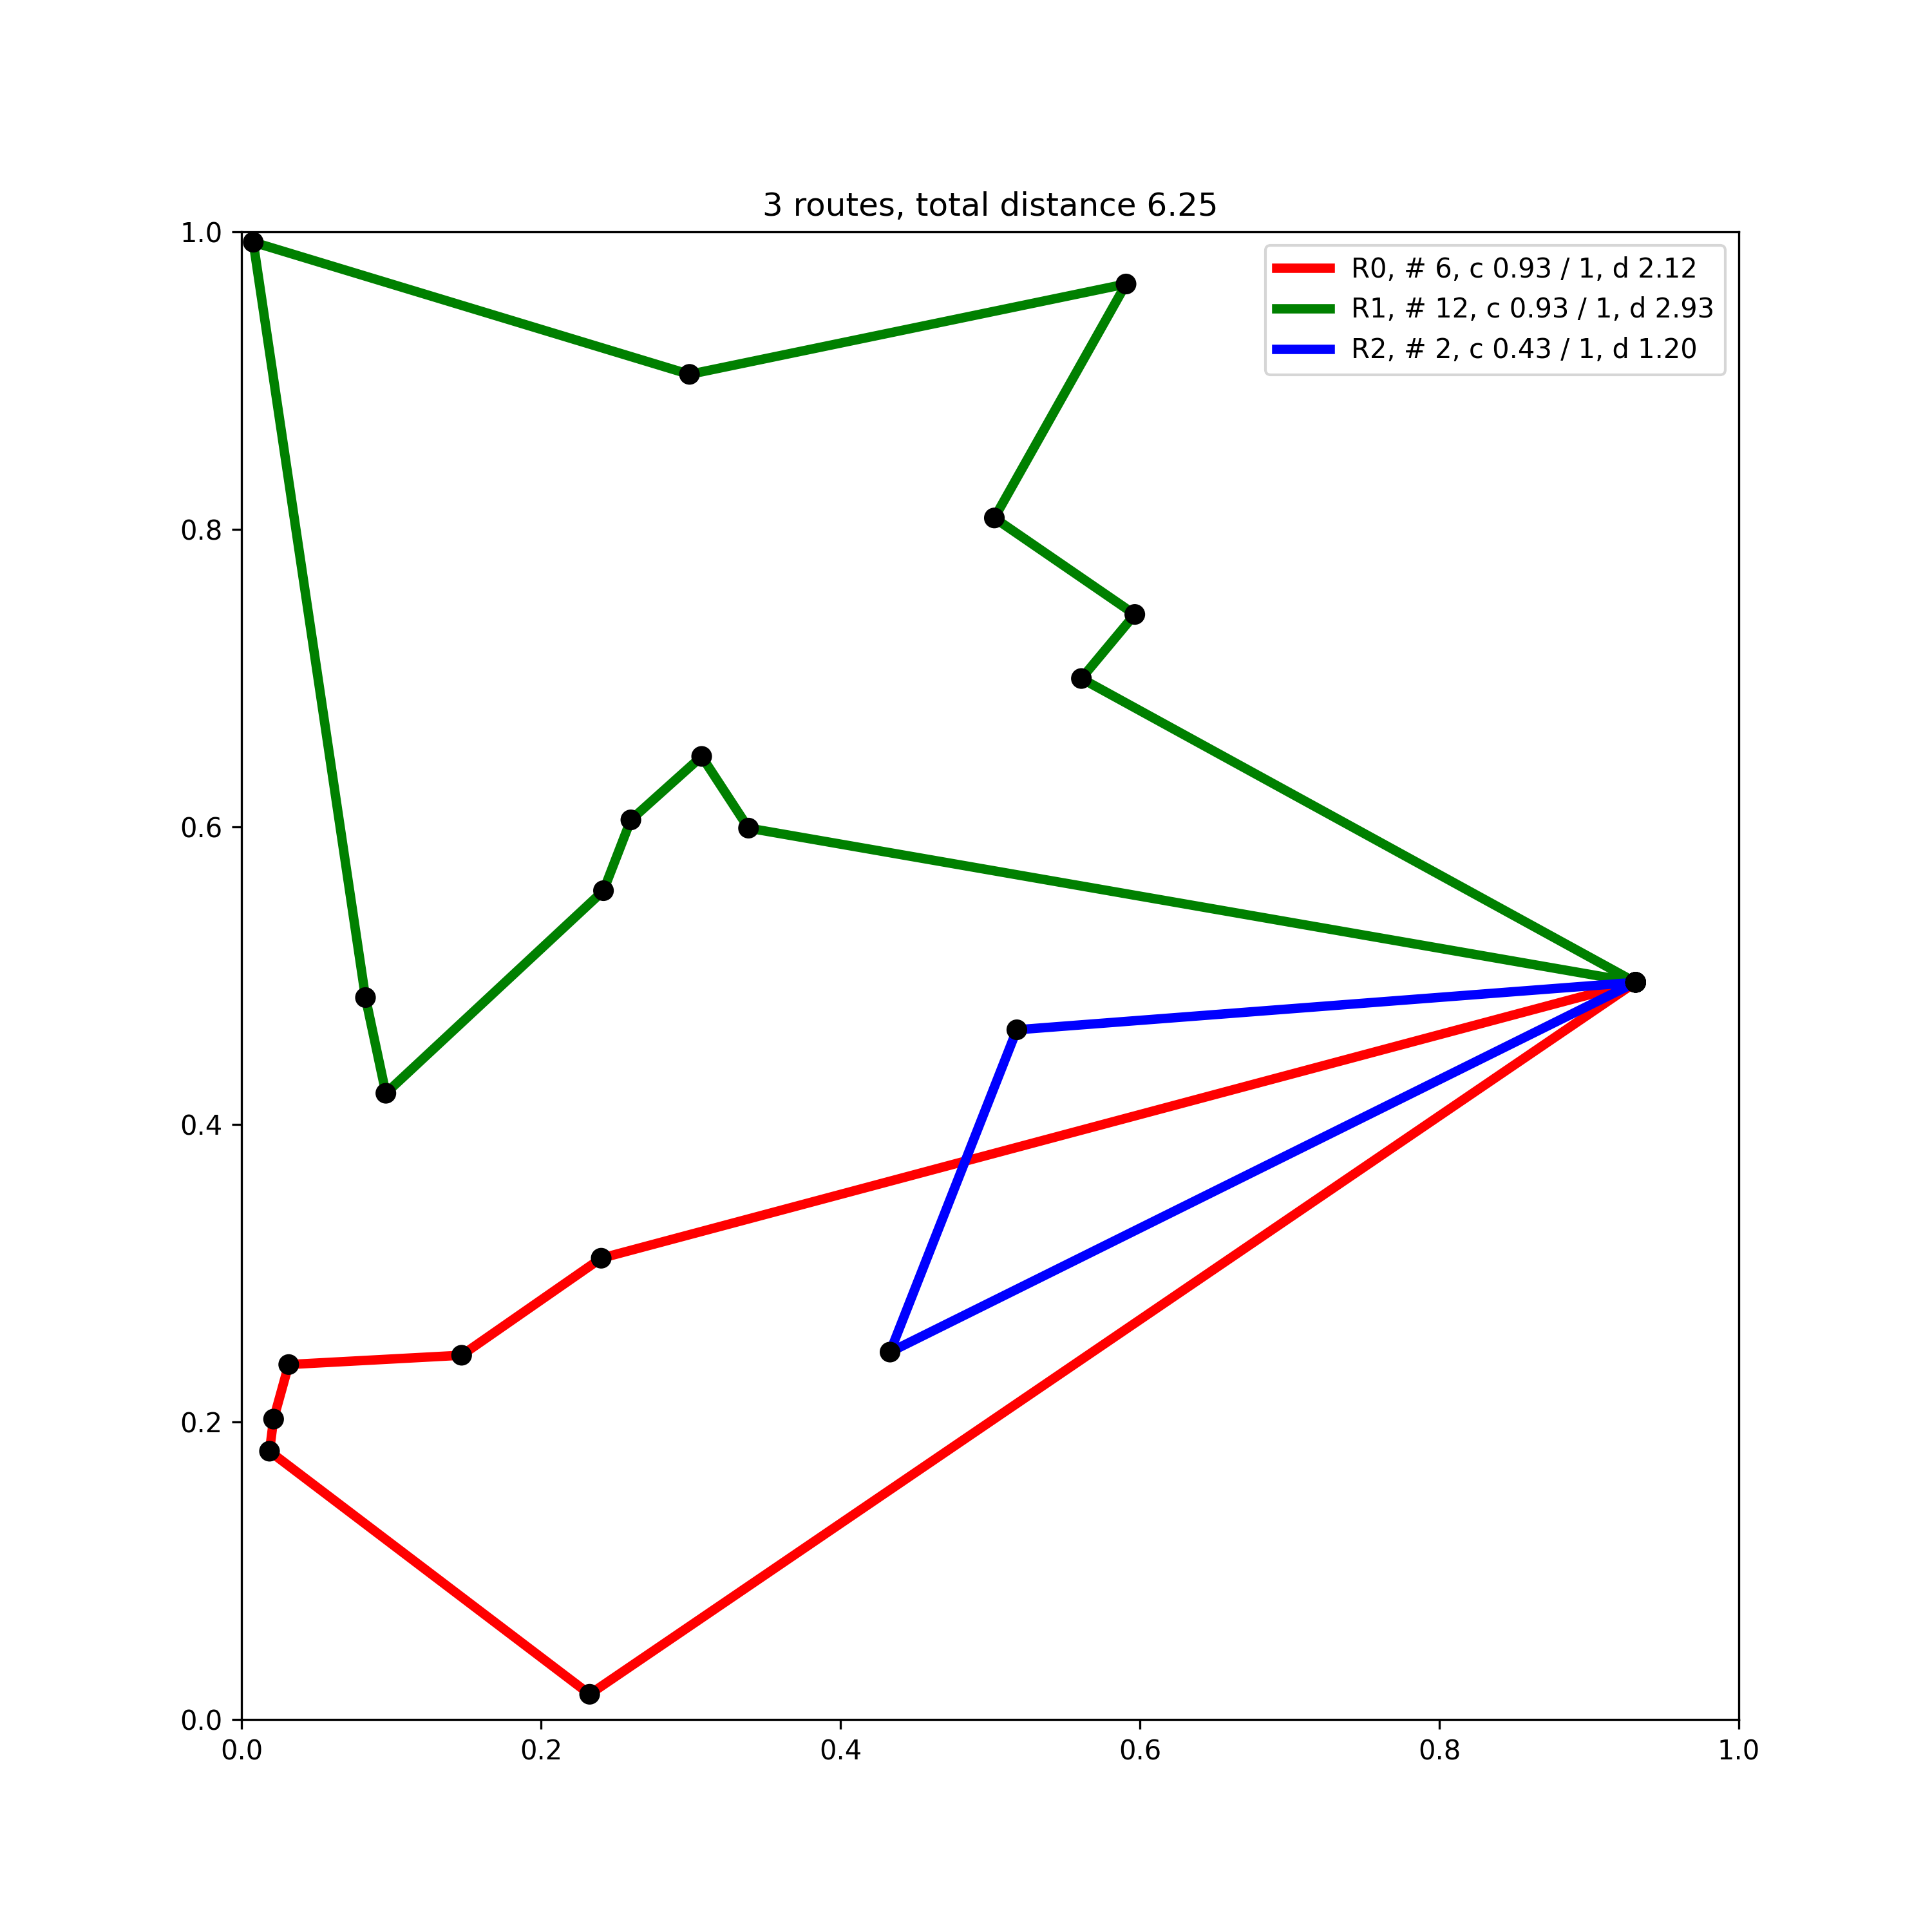 3 routes, total distance 6.25
R0, # 6, c 0.93 / 1, d 2.12
R1, # 12, c 0.93 / 1, d 2.93
R2, # 2, c 0.43 / 1, d 1.20
1.0
0.8
0.6
0.4
0.2
0.0
0.0 0.2 0.4 0.6 0.8 1.0